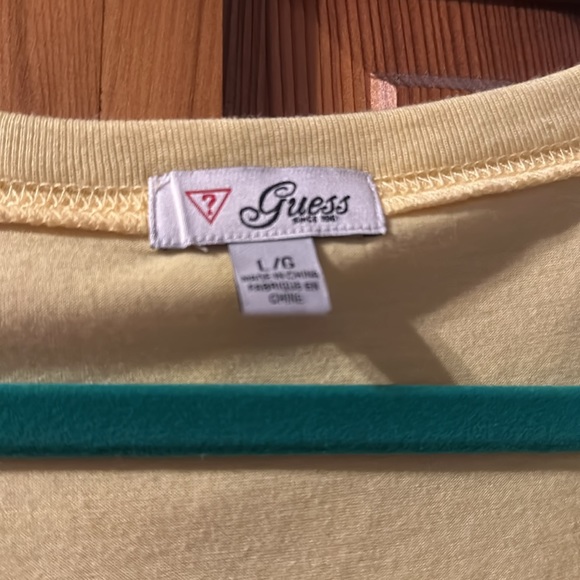 ?
Guess
SINCE 1981
L/G
MADE IN CHINA
FABRIQUE EN
CHINE